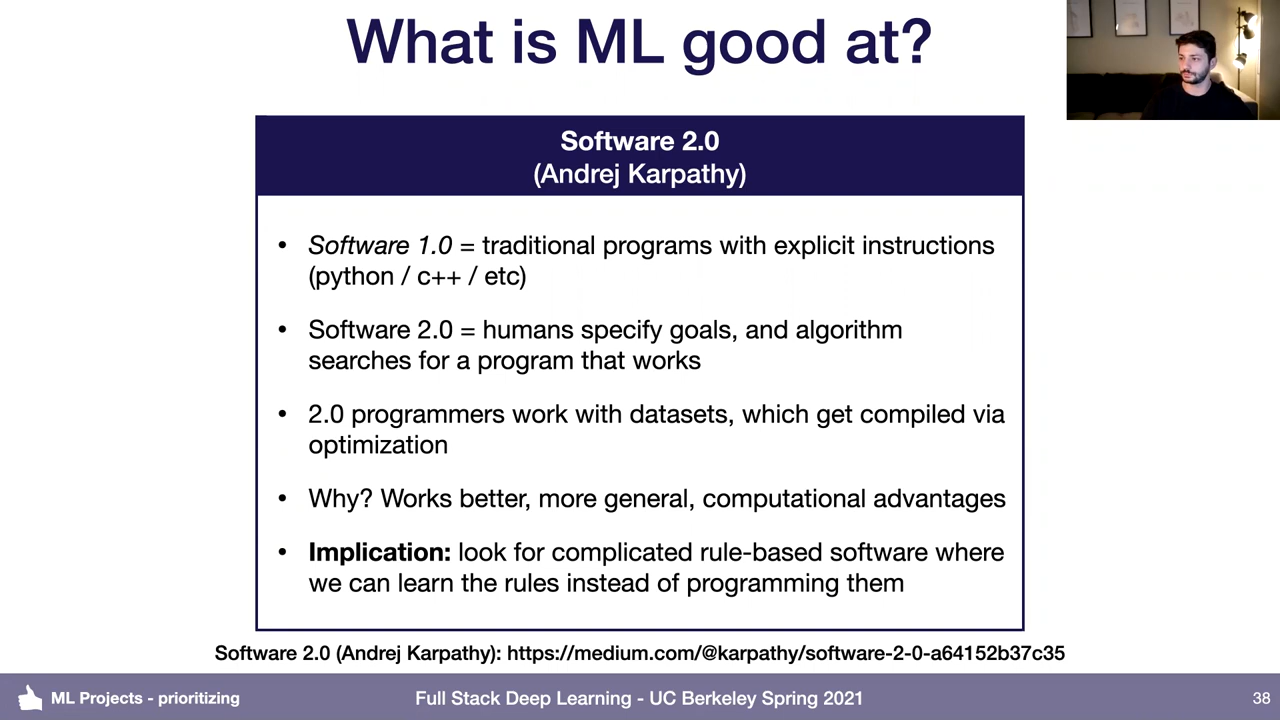 What is ML good at?
Software 2.0
(Andrej Karpathy)
• Software 1.0 = traditional programs with explicit instructions
(python / c++ / etc)
• Software 2.0 = humans specify goals, and algorithm
searches for a program that works
• 2.0 programmers work with datasets, which get compiled via
optimization
• Why? Works better, more general, computational advantages
• Implication: look for complicated rule-based software where
we can learn the rules instead of programming them
Software 2.0 (Andrej Karpathy): https://medium.com/@karpathy/software-2-0-a64152b37c35
ML Projects - prioritizing
Full Stack Deep Learning - UC Berkeley Spring 2021
38